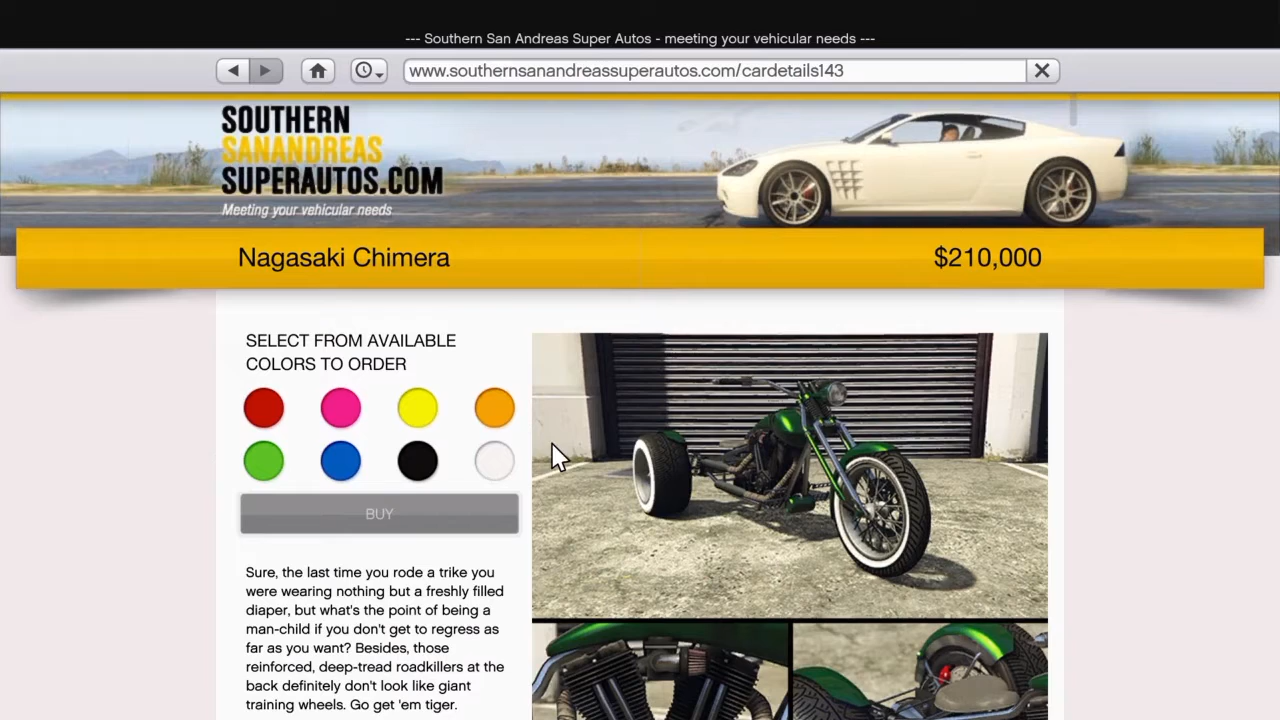 --- Southern San Andreas Super Autos - meeting your vehicular needs ---
www.southernsanandreassuperautos.com/cardetails143
SOUTHERN
SANANDREAS
SUPERAUTOS.COM
Meeting your vehicular needs
Nagasaki Chimera
$210,000
SELECT FROM AVAILABLE
COLORS TO ORDER
BUY
Sure, the last time you rode a trike you
were wearing nothing but a freshly filled
diaper, but what's the point of being a
man-child if you don't get to regress as
far as you want? Besides, those
reinforced, deep-tread roadkillers at the
back definitely don't look like giant
training wheels. Go get 'em tiger.